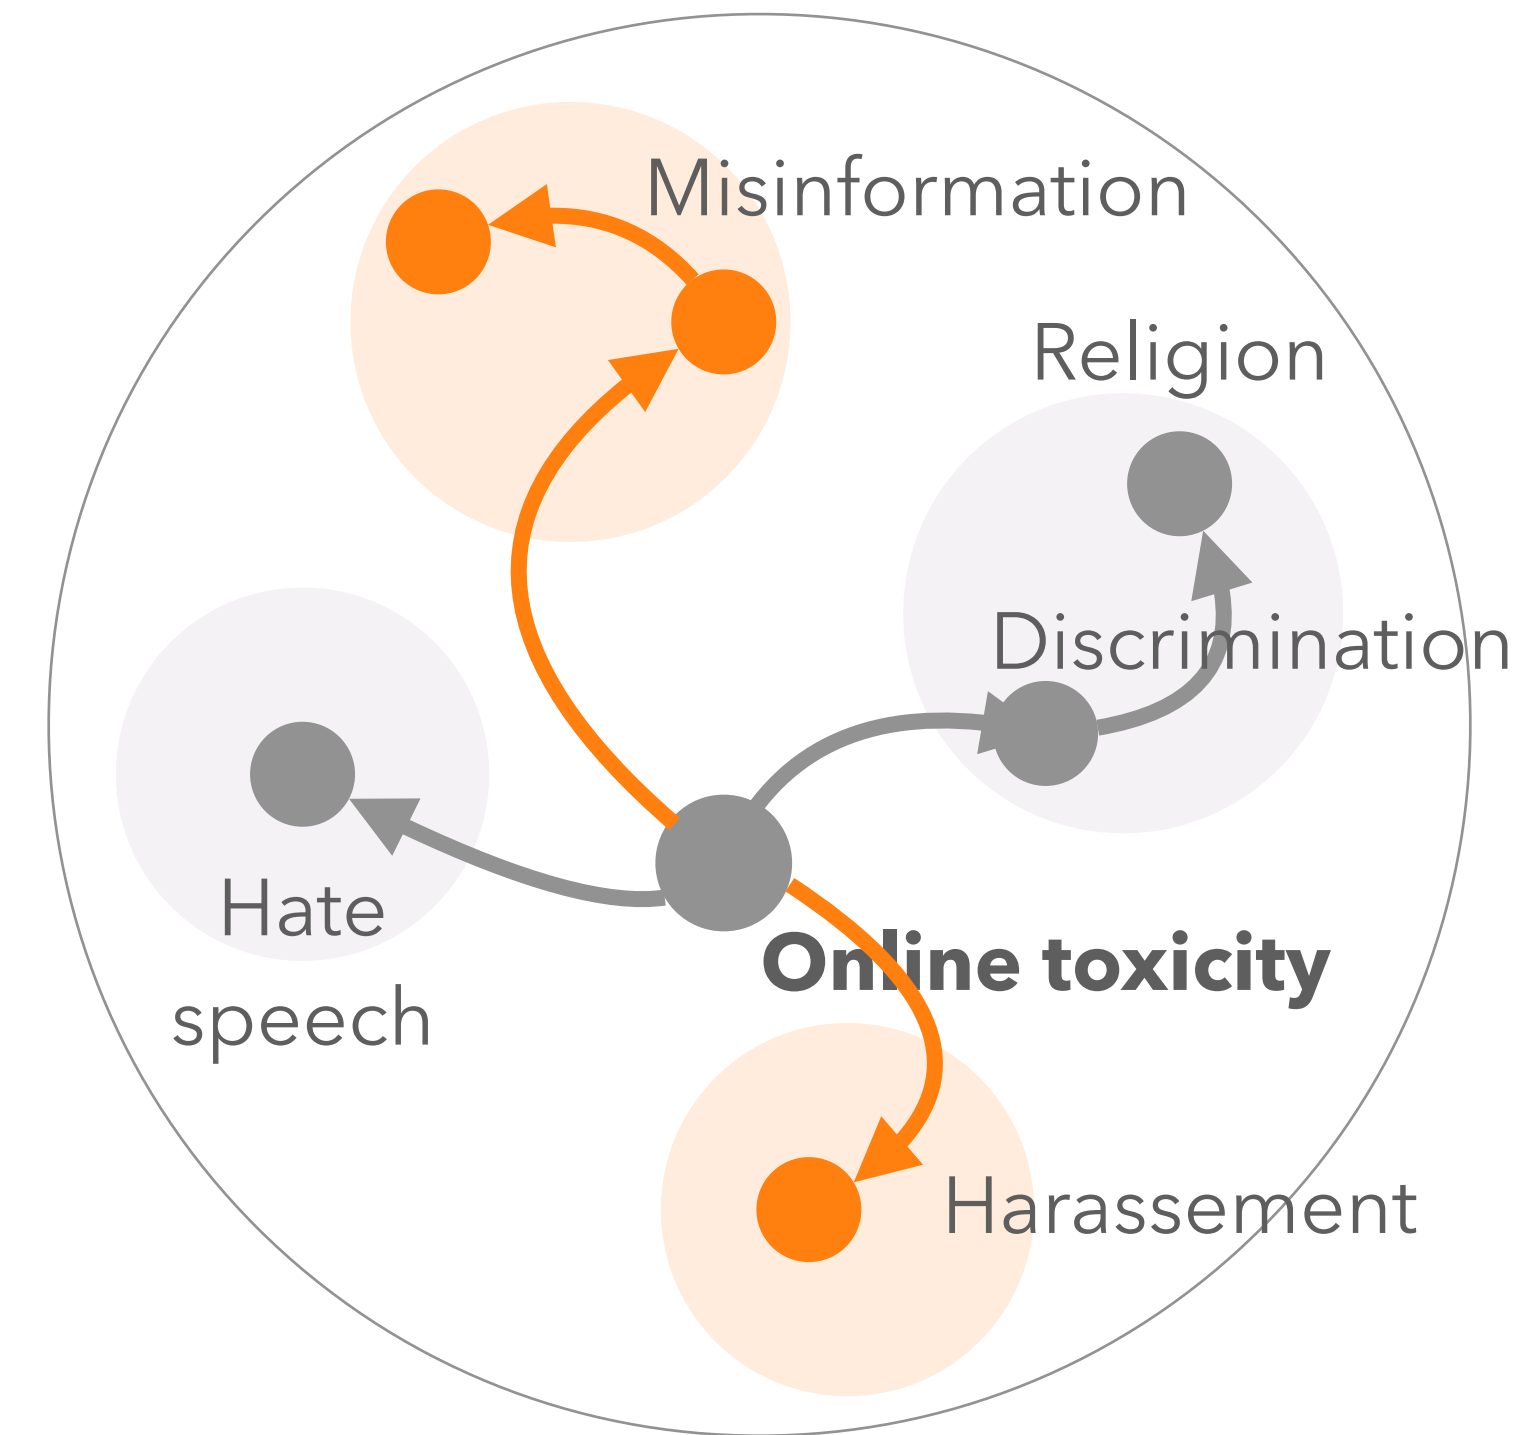 Misinformation
Religion
Discrimination
Hate
speech
Online toxicity
Harassement